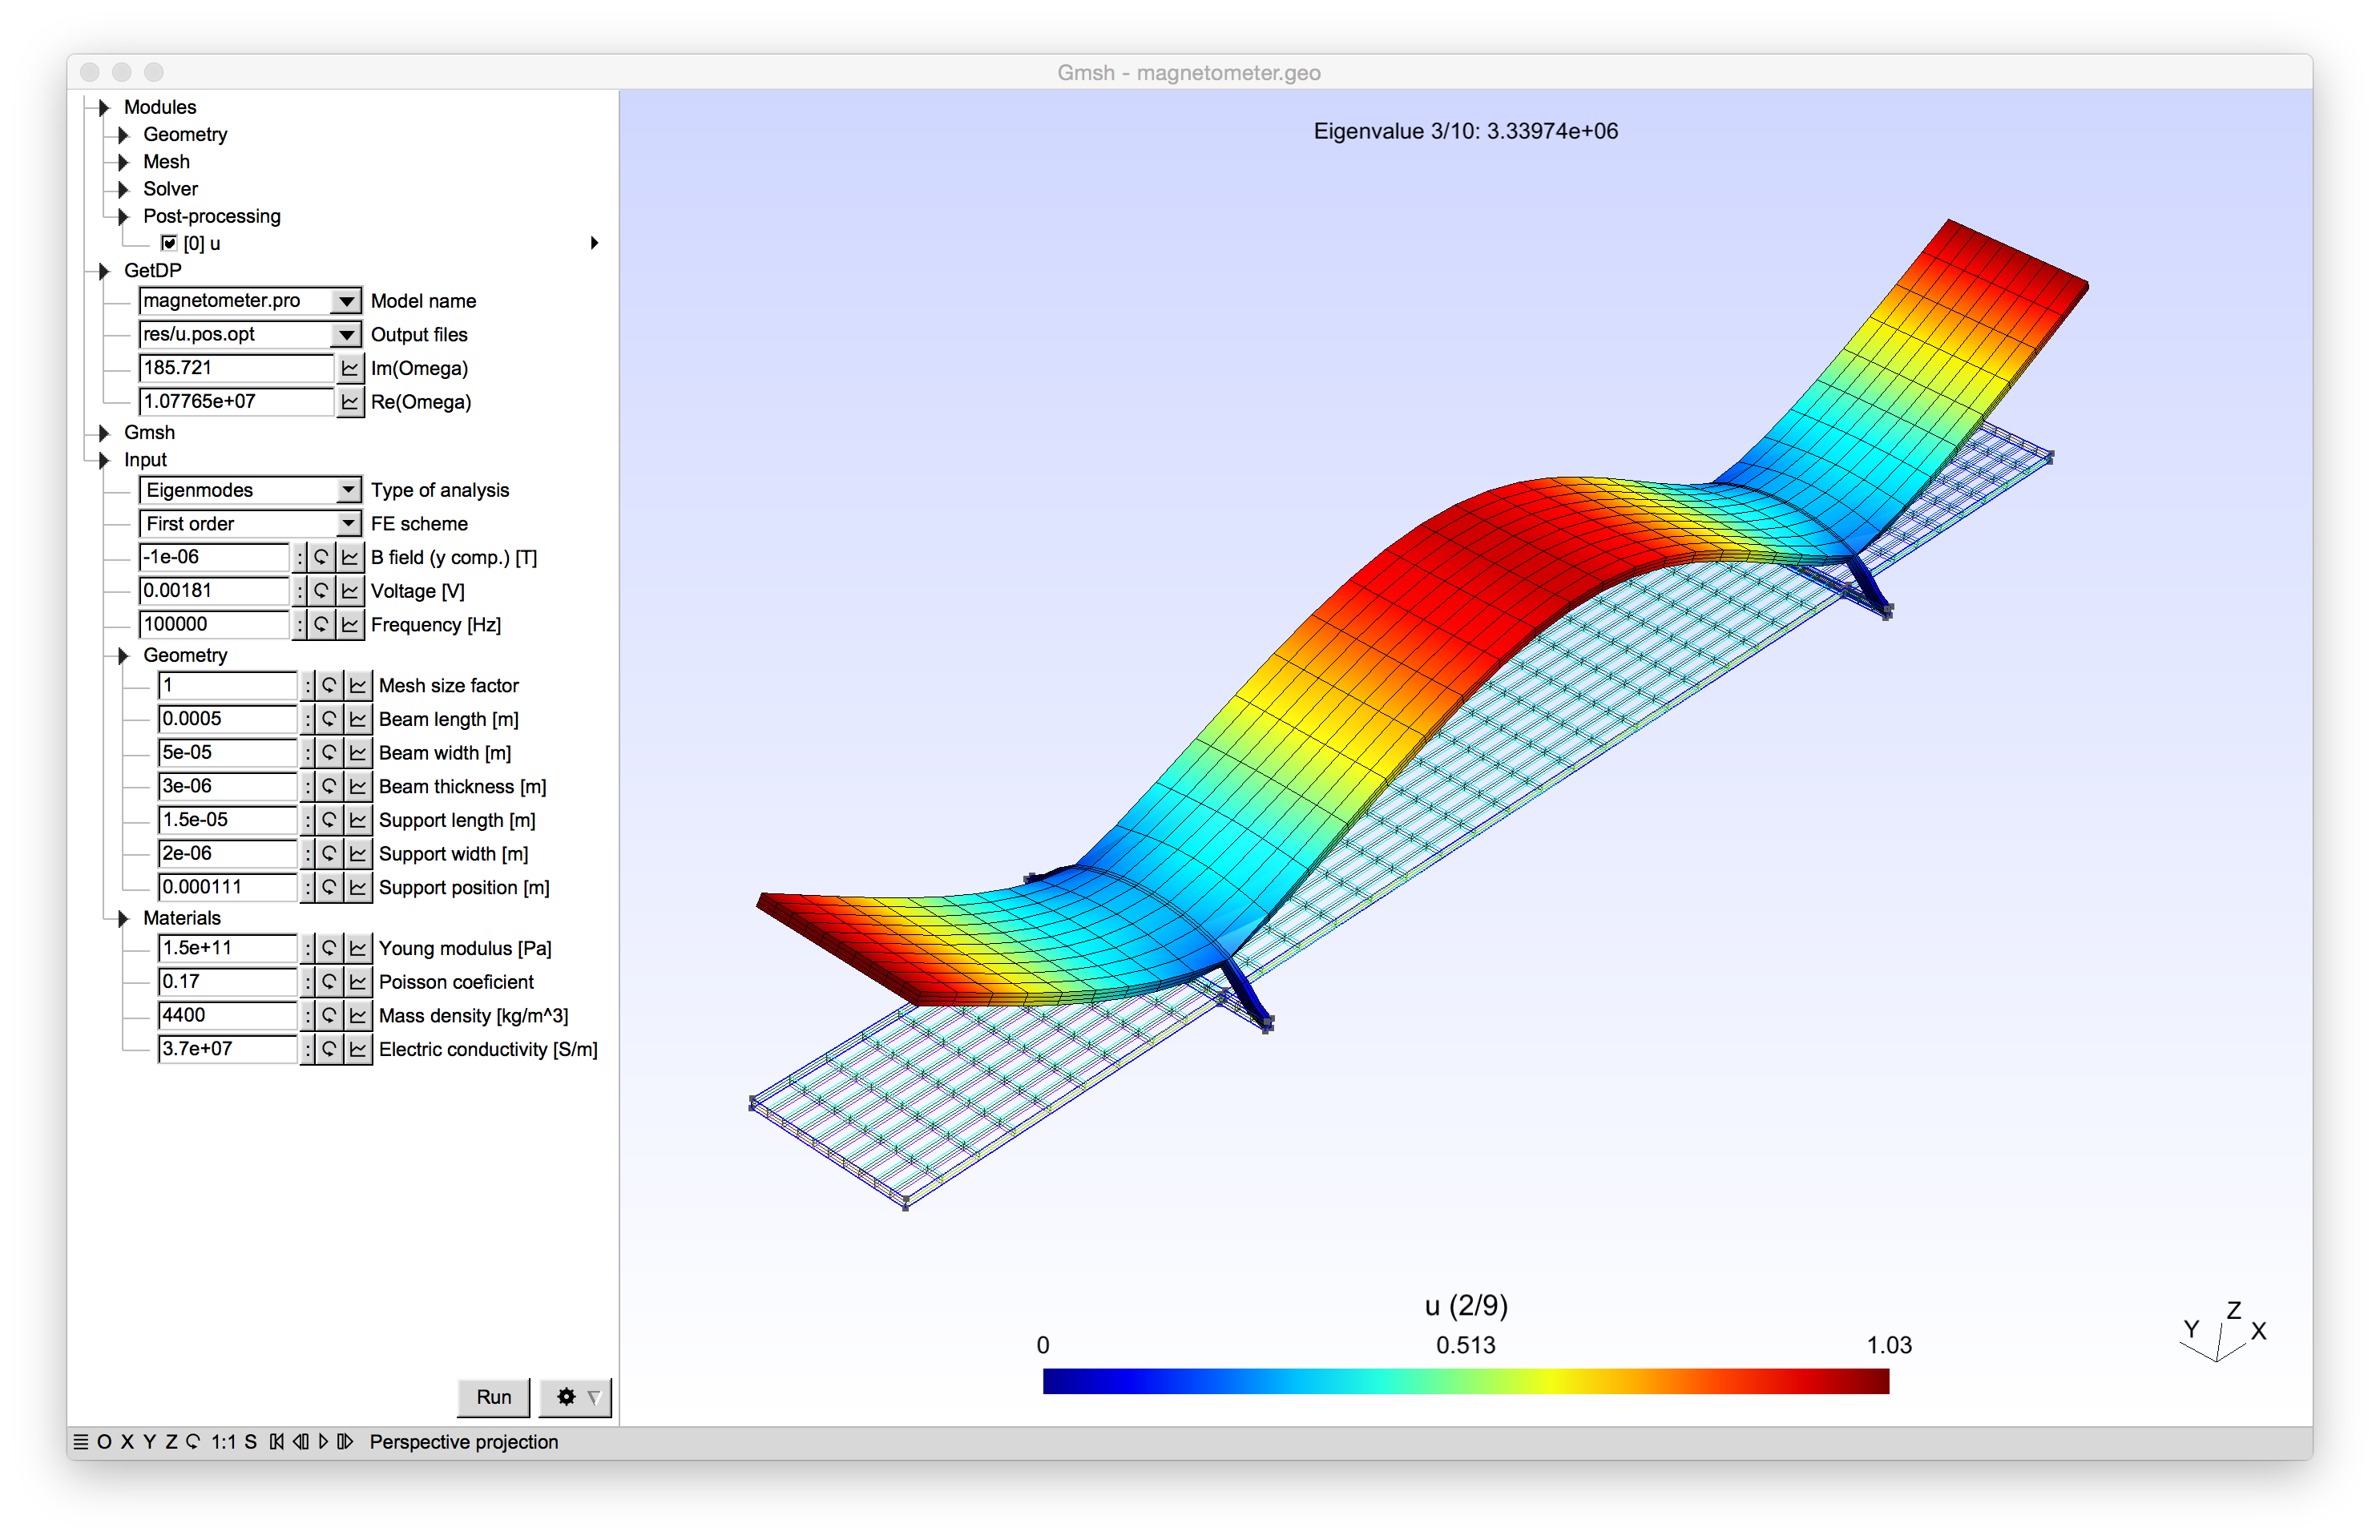 Gmsh - magnetometer.geo
Modules
Geometry
Mesh
Solver
Post-processing
[0] u
GetDP
magnetometer.pro Model name
res/u.pos.opt Output files
185.721 Im(Omega)
1.07765e+07 Re(Omega)
Gmsh
Input
Eigenmodes Type of analysis
First order FE scheme
-1e-06 : B field (y comp.) [T]
0.00181 : Voltage [V]
100000 : Frequency [Hz]
Geometry
1 : Mesh size factor
0.0005 : Beam length [m]
5e-05 : Beam width [m]
3e-06 : Beam thickness [m]
1.5e-05 : Support length [m]
2e-06 : Support width [m]
0.000111 : Support position [m]
Materials
1.5e+11 : Young modulus [Pa]
0.17 : Poisson coeficient
4400 : Mass density [kg/m^3]
3.7e+07 : Electric conductivity [S/m]
Run
Eigenvalue 3/10: 3.33974e+06
u (2/9)
0 0.513 1.03
Y Z X
O X Y Z 1:1 S Perspective projection